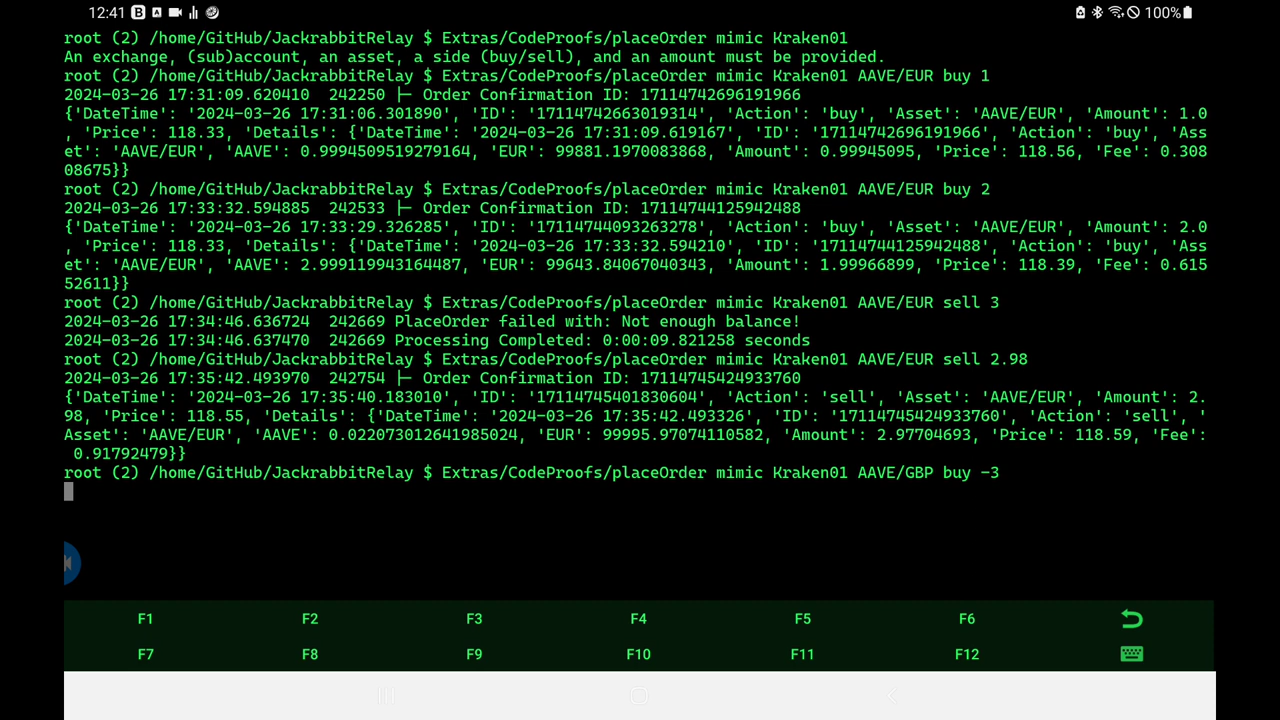 12:41 100%
root (2) /home/GitHub/JackrabbitRelay $ Extras/CodeProofs/placeOrder mimic Kraken01
An exchange, (sub)account, an asset, a side (buy/sell), and an amount must be provided.
root (2) /home/GitHub/JackrabbitRelay $ Extras/CodeProofs/placeOrder mimic Kraken01 AAVE/EUR buy 1
2024-03-26 17:31:09.620410  242250 ├─ Order Confirmation ID: 17114742696191966
{'DateTime': '2024-03-26 17:31:06.301890', 'ID': '17114742663019314', 'Action': 'buy', 'Asset': 'AAVE/EUR', 'Amount': 1.0
, 'Price': 118.33, 'Details': {'DateTime': '2024-03-26 17:31:09.619167', 'ID': '17114742696191966', 'Action': 'buy', 'Ass
et': 'AAVE/EUR', 'AAVE': 0.9994509519279164, 'EUR': 99881.1970083868, 'Amount': 0.99945095, 'Price': 118.56, 'Fee': 0.308
08675}}
root (2) /home/GitHub/JackrabbitRelay $ Extras/CodeProofs/placeOrder mimic Kraken01 AAVE/EUR buy 2
2024-03-26 17:33:32.594885  242533 ├─ Order Confirmation ID: 17114744125942488
{'DateTime': '2024-03-26 17:33:29.326285', 'ID': '17114744093263278', 'Action': 'buy', 'Asset': 'AAVE/EUR', 'Amount': 2.0
, 'Price': 118.33, 'Details': {'DateTime': '2024-03-26 17:33:32.594210', 'ID': '17114744125942488', 'Action': 'buy', 'Ass
et': 'AAVE/EUR', 'AAVE': 2.999119943164487, 'EUR': 99643.84067040343, 'Amount': 1.99966899, 'Price': 118.39, 'Fee': 0.615
52611}}
root (2) /home/GitHub/JackrabbitRelay $ Extras/CodeProofs/placeOrder mimic Kraken01 AAVE/EUR sell 3
2024-03-26 17:34:46.636724  242669 PlaceOrder failed with: Not enough balance!
2024-03-26 17:34:46.637470  242669 Processing Completed: 0:00:09.821258 seconds
root (2) /home/GitHub/JackrabbitRelay $ Extras/CodeProofs/placeOrder mimic Kraken01 AAVE/EUR sell 2.98
2024-03-26 17:35:42.493970  242754 ├─ Order Confirmation ID: 17114745424933760
{'DateTime': '2024-03-26 17:35:40.183010', 'ID': '17114745401830604', 'Action': 'sell', 'Asset': 'AAVE/EUR', 'Amount': 2.
98, 'Price': 118.55, 'Details': {'DateTime': '2024-03-26 17:35:42.493326', 'ID': '17114745424933760', 'Action': 'sell', '
Asset': 'AAVE/EUR', 'AAVE': 0.022073012641985024, 'EUR': 99995.97074110582, 'Amount': 2.97704693, 'Price': 118.59, 'Fee':
 0.91792479}}
root (2) /home/GitHub/JackrabbitRelay $ Extras/CodeProofs/placeOrder mimic Kraken01 AAVE/GBP buy -3
F1 F2 F3 F4 F5 F6
F7 F8 F9 F10 F11 F12